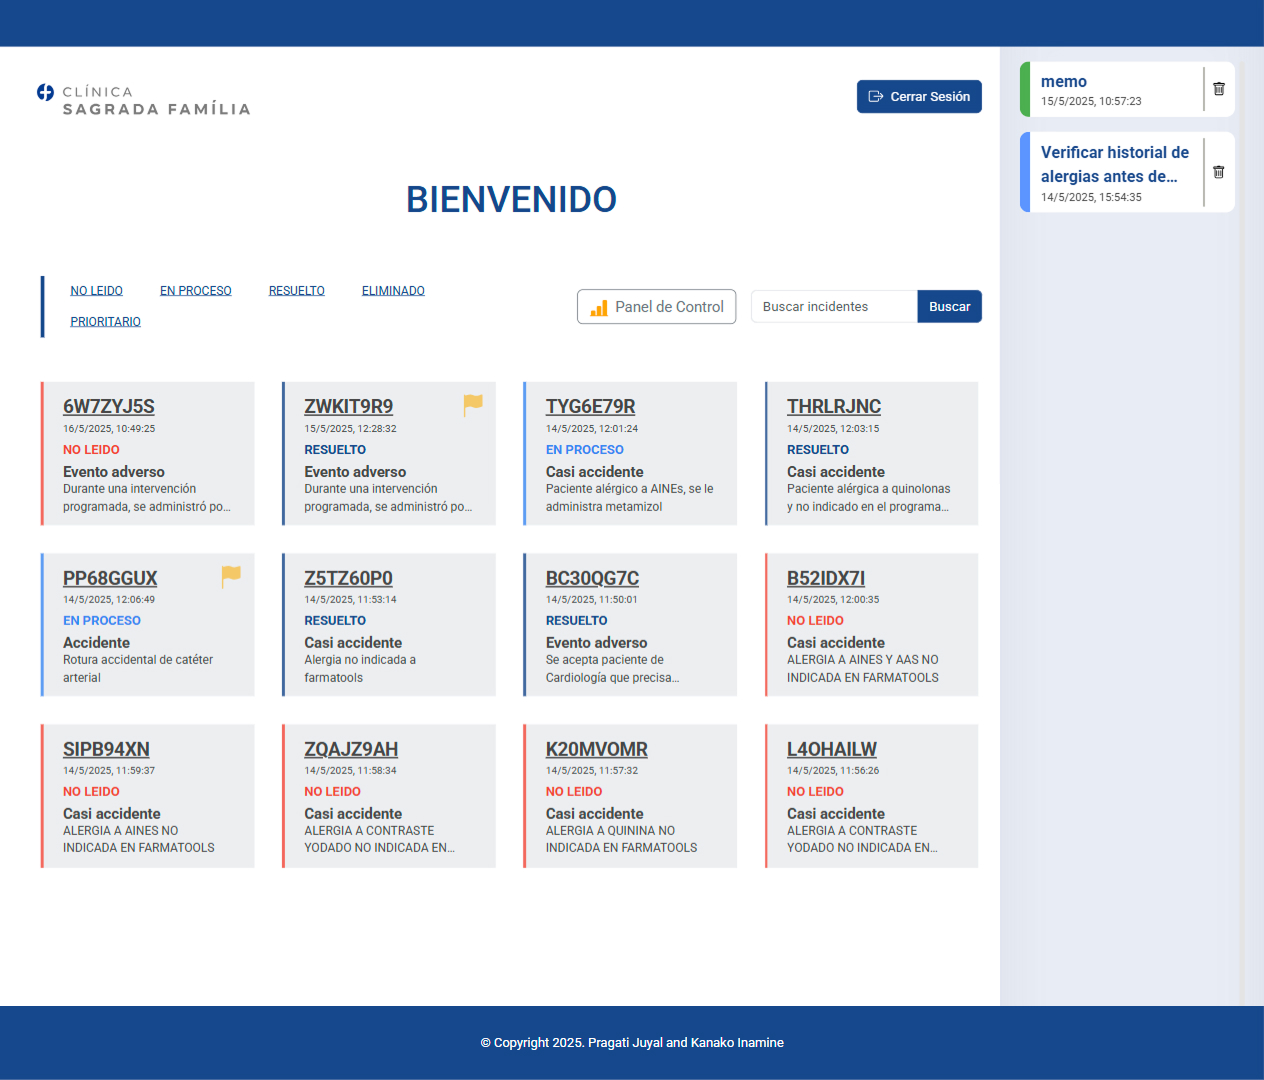 CLÍNICA
SAGRADA FAMÍLIA
Cerrar Sesión
BIENVENIDO
NO LEIDO
EN PROCESO
RESUELTO
ELIMINADO
PRIORITARIO
Panel de Control
Buscar incidentes
Buscar
6W7ZYJ5S
16/5/2025, 10:49:25
NO LEIDO
Evento adverso
Durante una intervención
programada, se administró po...
ZWKIT9R9
15/5/2025, 12:28:32
RESUELTO
Evento adverso
Durante una intervención
programada, se administró po...
TYG6E79R
14/5/2025, 12:01:24
EN PROCESO
Casi accidente
Paciente alérgico a AINEs, se le
administra metamizol
THRLRJNC
14/5/2025, 12:03:15
RESUELTO
Casi accidente
Paciente alérgica a quinolonas
y no indicado en el programa...
PP68GGUX
14/5/2025, 12:06:49
EN PROCESO
Accidente
Rotura accidental de catéter
arterial
Z5TZ60P0
14/5/2025, 11:53:14
RESUELTO
Casi accidente
Alergia no indicada a
farmatools
BC3QQG7C
14/5/2025, 11:50:01
RESUELTO
Evento adverso
Se acepta paciente de
Cardiología que precisa...
B52IDX7I
14/5/2025, 12:00:35
NO LEIDO
Casi accidente
ALERGIA A AINES Y AAS NO
INDICADA EN FARMATOOLS
SIPB94XN
14/5/2025, 11:59:37
NO LEIDO
Casi accidente
ALERGIA A AINES NO
INDICADA EN FARMATOOLS
ZQAJZ9AH
14/5/2025, 11:58:34
NO LEIDO
Casi accidente
ALERGIA A CONTRASTE
YODADO NO INDICADA EN...
K20MVOMR
14/5/2025, 11:57:32
NO LEIDO
Casi accidente
ALERGIA A QUININA NO
INDICADA EN FARMATOOLS
L4OHAILW
14/5/2025, 11:56:26
NO LEIDO
Casi accidente
ALERGIA A CONTRASTE
YODADO NO INDICADA EN...
memo
15/5/2025, 10:57:23
Verificar historial de
alergias antes de...
14/5/2025, 15:54:35
© Copyright 2025. Pragati Juyal and Kanako Inamine